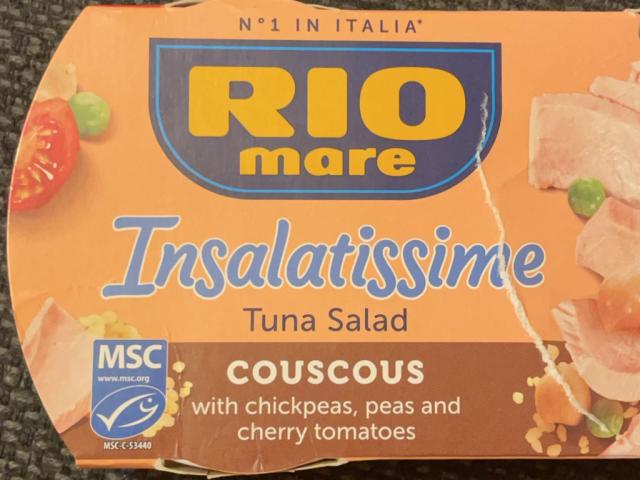 N°1 IN ITALIA*
RIO
mare
Insalatissime
Tuna Salad
COUSCOUS
with chickpeas, peas and
cherry tomatoes
MSC
www.msc.org
MSC-C-53440